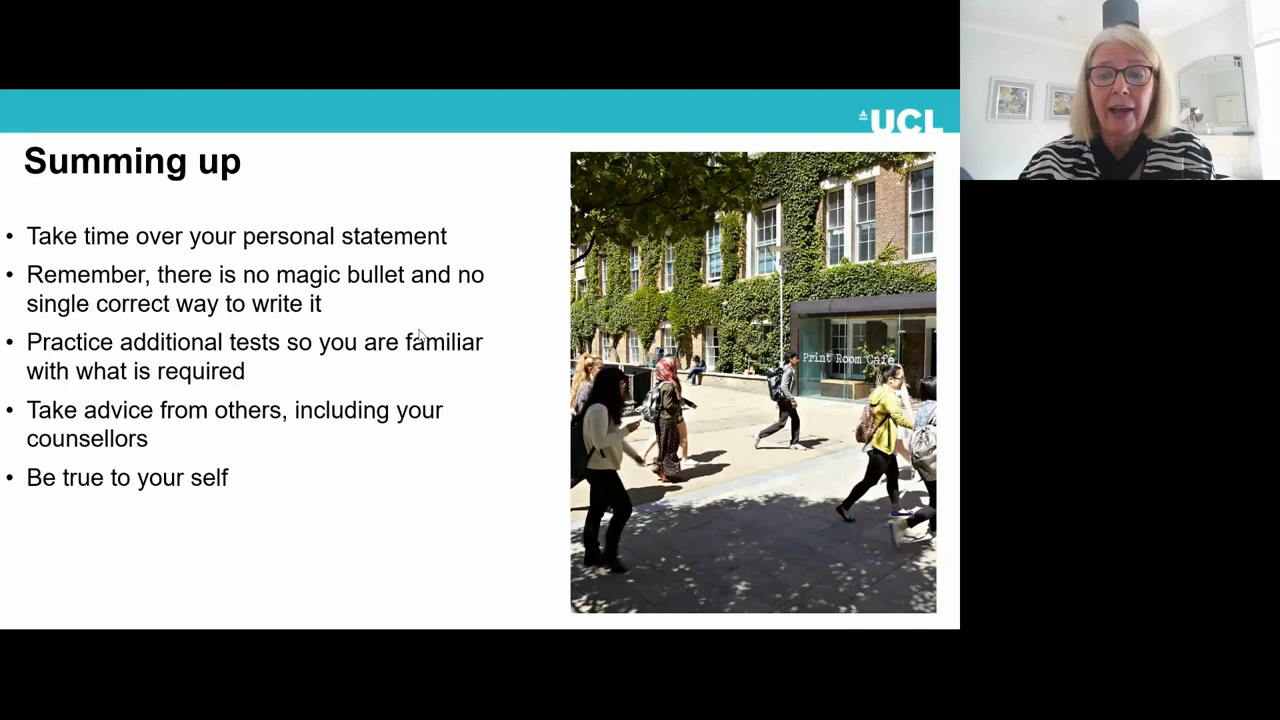 UCL
Summing up
• Take time over your personal statement
• Remember, there is no magic bullet and no
single correct way to write it
• Practice additional tests so you are familiar
with what is required
• Take advice from others, including your
counsellors
• Be true to your self
Print Room Café